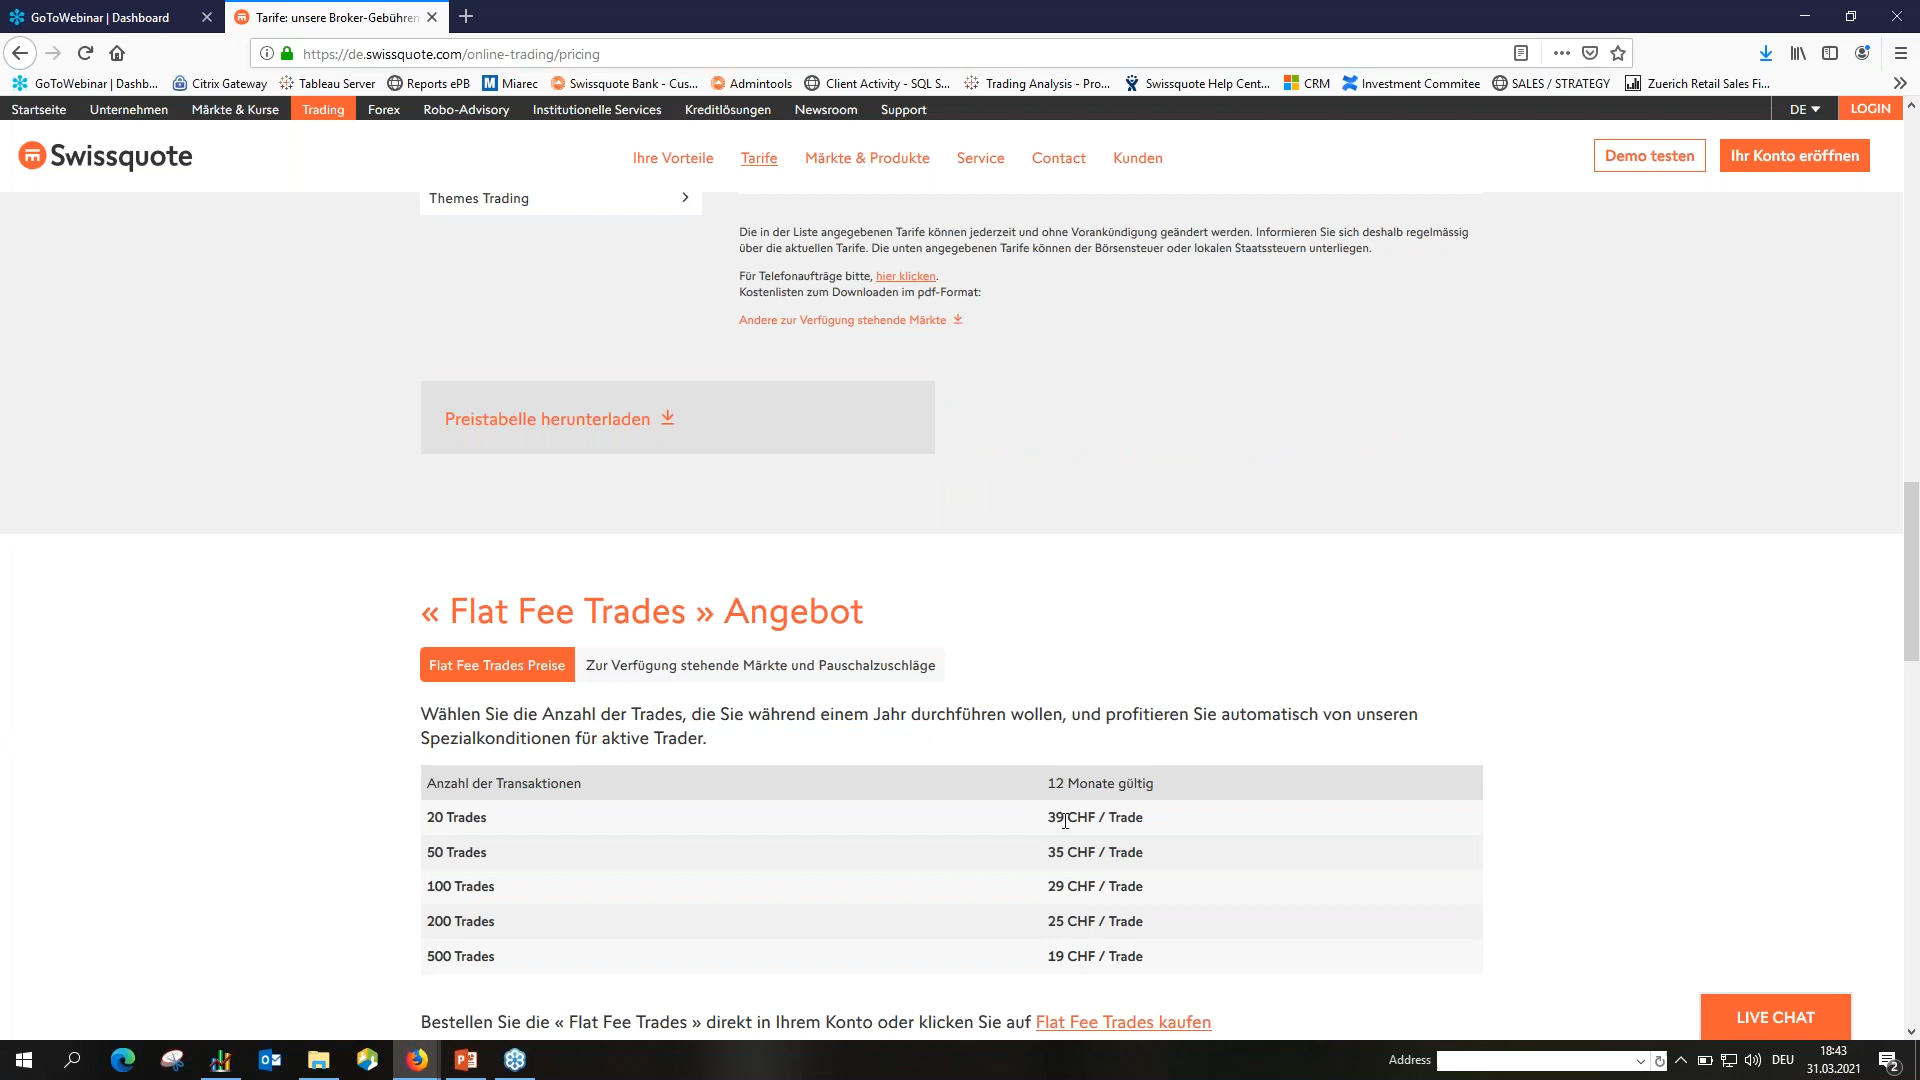 GoToWebinar | Dashboard
Tarife: unsere Broker-Gebühren
https://de.swissquote.com/online-trading/pricing
GoToWebinar | Dashb...
Citrix Gateway
Tableau Server
Reports ePB
Miarec
Swissquote Bank - Cus...
Admintools
Client Activity - SQL S...
Trading Analysis - Pro...
Swissquote Help Cent...
CRM
Investment Commitee
SALES / STRATEGY
Zuerich Retail Sales Fi...
Startseite
Unternehmen
Märkte & Kurse
Trading
Forex
Robo-Advisory
Institutionelle Services
Kreditlösungen
Newsroom
Support
DE
LOGIN
Swissquote
Ihre Vorteile
Tarife
Märkte & Produkte
Service
Contact
Kunden
Demo testen
Ihr Konto eröffnen
Themes Trading
Die in der Liste angegebenen Tarife können jederzeit und ohne Vorankündigung geändert werden. Informieren Sie sich deshalb regelmässig
über die aktuellen Tarife. Die unten angegebenen Tarife können der Börsensteuer oder lokalen Staatssteuern unterliegen.
Für Telefonaufträge bitte, hier klicken.
Kostenlisten zum Downloaden im pdf-Format:
Andere zur Verfügung stehende Märkte
Preistabelle herunterladen
« Flat Fee Trades » Angebot
Flat Fee Trades Preise
Zur Verfügung stehende Märkte und Pauschalzuschläge
Wählen Sie die Anzahl der Trades, die Sie während einem Jahr durchführen wollen, und profitieren Sie automatisch von unseren
Spezialkonditionen für aktive Trader.
Anzahl der Transaktionen 12 Monate gültig
20 Trades 39 CHF / Trade
50 Trades 35 CHF / Trade
100 Trades 29 CHF / Trade
200 Trades 25 CHF / Trade
500 Trades 19 CHF / Trade
Bestellen Sie die « Flat Fee Trades » direkt in Ihrem Konto oder klicken Sie auf Flat Fee Trades kaufen
LIVE CHAT
Address
DEU
18:43
31.03.2021
2